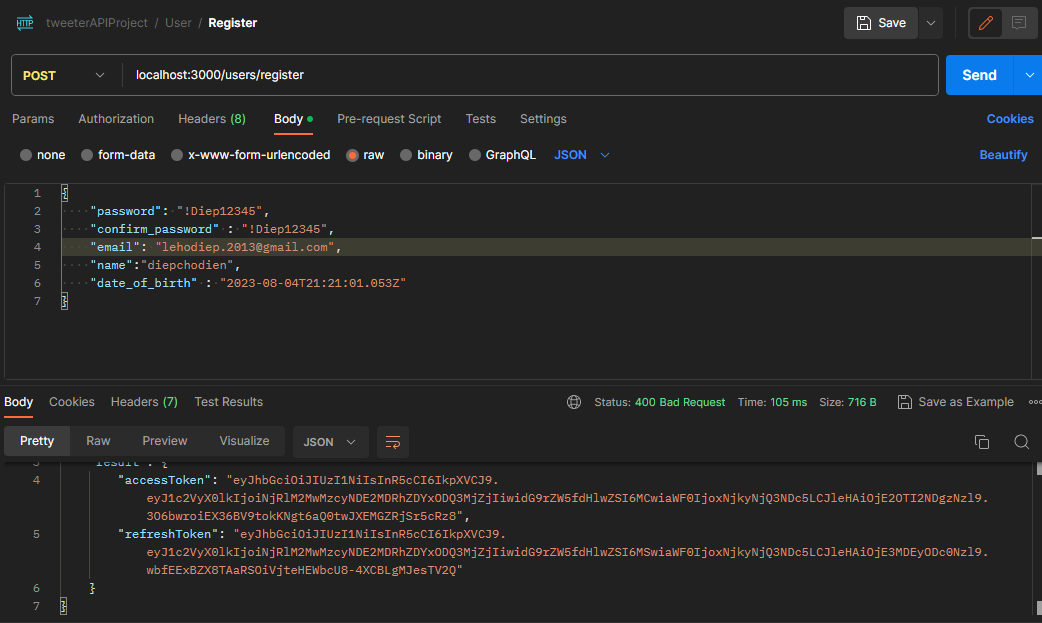 HTTP tweeterAPIProject / User / Register Save
POST localhost:3000/users/register Send
Params Authorization Headers (8) Body Pre-request Script Tests Settings Cookies
none form-data x-www-form-urlencoded raw binary GraphQL JSON Beautify
1 {
2 "password": "!Diep12345",
3 "confirm_password" : "!Diep12345",
4 "email": "lehodiep.2013@gmail.com",
5 "name":"diepchodien",
6 "date_of_birth" : "2023-08-04T21:21:01.053Z"
7 }
Body Cookies Headers (7) Test Results Status: 400 Bad Request Time: 105 ms Size: 716 B Save as Example
Pretty Raw Preview Visualize JSON
3 "result": {
4 "accessToken": "eyJhbGciOiJIUzI1NiIsInR5cCI6IkpXVCJ9.
eyJ1c2VyX0lkIjoiNjRlM2MwMzcyNDE2MDRhZDYxODQ3MjZjIiwidG9rZW5fdHlwZSI6MCwiaWF0IjoxNjkyNjQ3NDc5LCJleHAiOjE2OTI2NDgzNzl9.
3O6bwroiEX36BV9tokKNgt6aQ0twJXEMGZRjSr5cRz8",
5 "refreshToken": "eyJhbGciOiJIUzI1NiIsInR5cCI6IkpXVCJ9.
eyJ1c2VyX0lkIjoiNjRlM2MwMzcyNDE2MDRhZDYxODQ3MjZjIiwidG9rZW5fdHlwZSI6MSwiaWF0IjoxNjkyNjQ3NDc5LCJleHAiOjE3MDEyODc0Nzl9.
wbfEExBZX8TAaRSOiVjteHEWbcU8-4XCBLgMJesTV2Q"
6 }
7 }